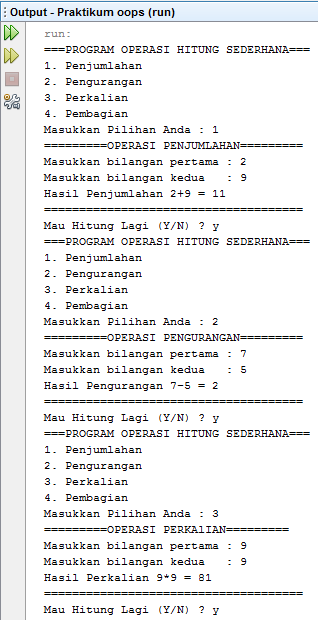 Output - Praktikum oops (run)
run:
===PROGRAM OPERASI HITUNG SEDERHANA===
1. Penjumlahan
2. Pengurangan
3. Perkalian
4. Pembagian
Masukkan Pilihan Anda : 1
=========OPERASI PENJUMLAHAN=========
Masukkan bilangan pertama : 2
Masukkan bilangan kedua   : 9
Hasil Penjumlahan 2+9 = 11
=====================================
Mau Hitung Lagi (Y/N) ? y
===PROGRAM OPERASI HITUNG SEDERHANA===
1. Penjumlahan
2. Pengurangan
3. Perkalian
4. Pembagian
Masukkan Pilihan Anda : 2
=========OPERASI PENGURANGAN=========
Masukkan bilangan pertama : 7
Masukkan bilangan kedua   : 5
Hasil Pengurangan 7-5 = 2
=====================================
Mau Hitung Lagi (Y/N) ? y
===PROGRAM OPERASI HITUNG SEDERHANA===
1. Penjumlahan
2. Pengurangan
3. Perkalian
4. Pembagian
Masukkan Pilihan Anda : 3
=========OPERASI PERKAlIAN=========
Masukkan bilangan pertama : 9
Masukkan bilangan kedua   : 9
Hasil Perkalian 9*9 = 81
=====================================
Mau Hitung Lagi (Y/N) ? y